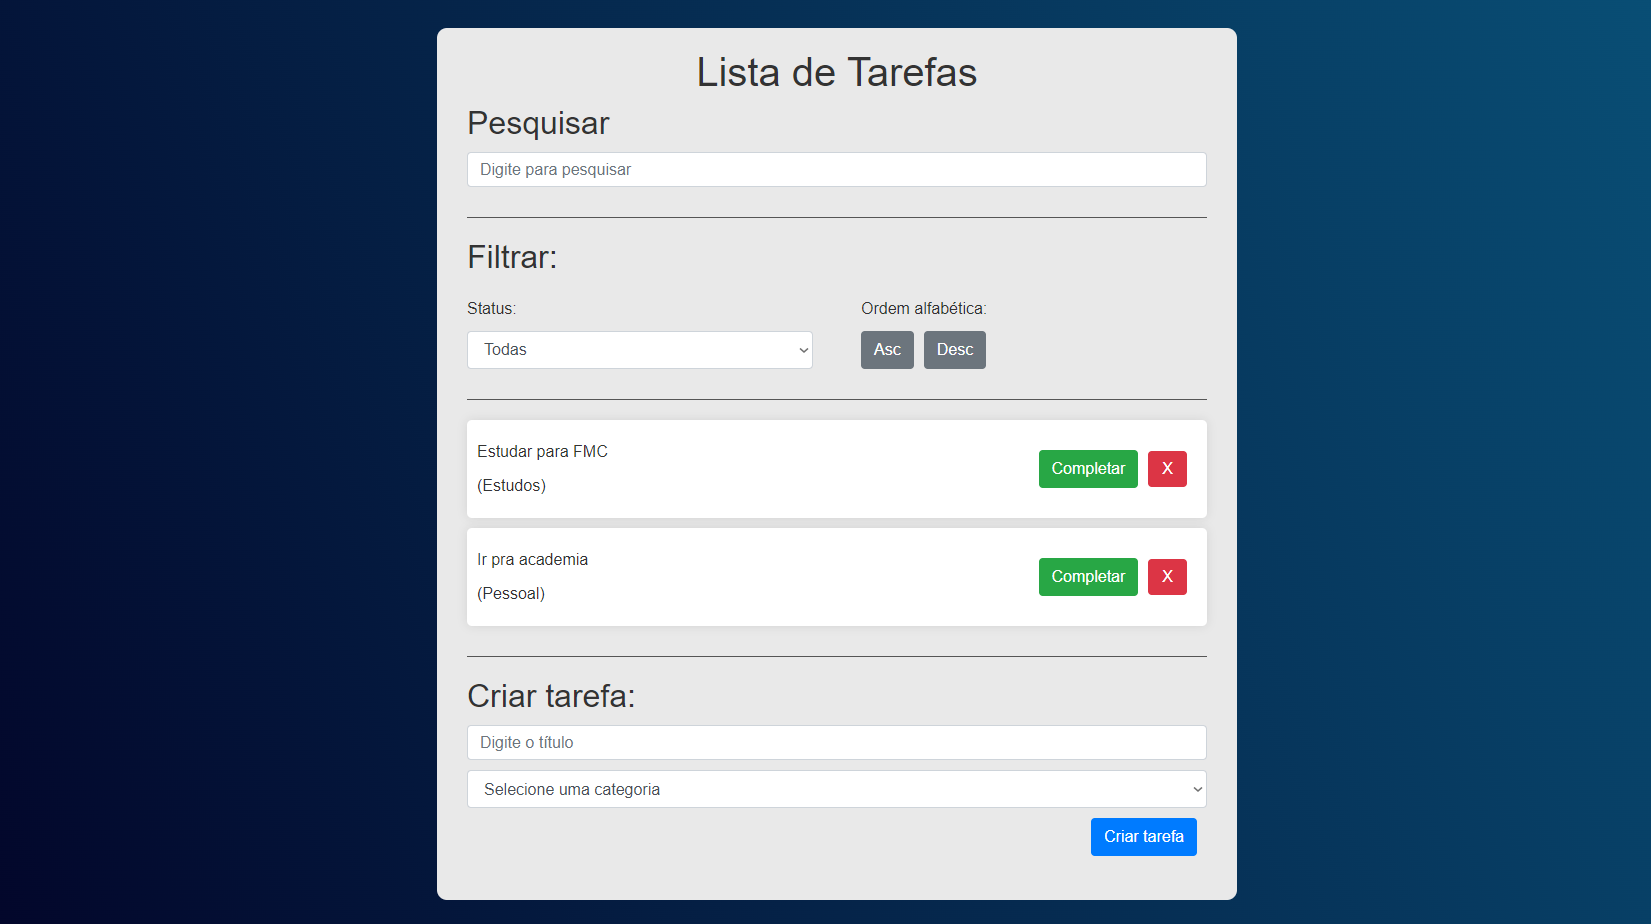 Lista de Tarefas
Pesquisar
Digite para pesquisar
Filtrar:
Status:
Todas
Ordem alfabética:
Asc Desc
Estudar para FMC
(Estudos)
Completar X
Ir pra academia
(Pessoal)
Completar X
Criar tarefa:
Digite o título
Selecione uma categoria
Criar tarefa